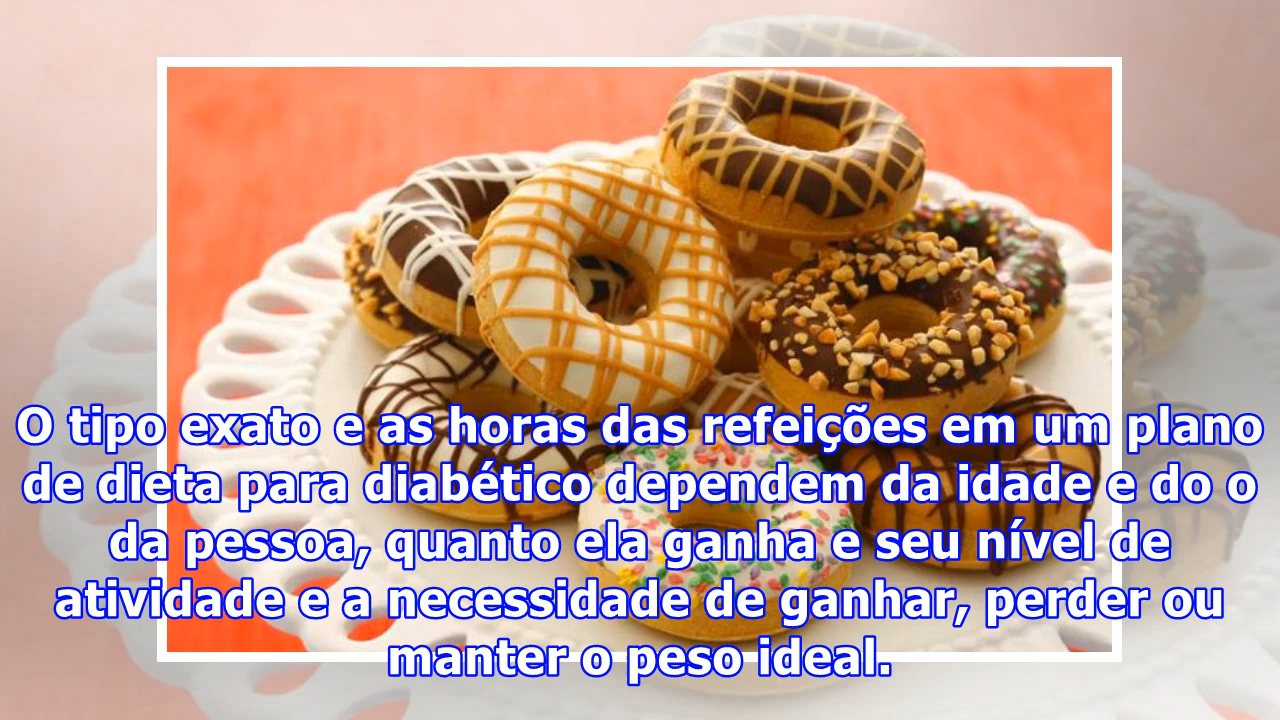 O tipo exato e as horas das refeições em um plano
de dieta para diabético dependem da idade e do o
da pessoa, quanto ela ganha e seu nível de
atividade e a necessidade de ganhar, perder ou
manter o peso ideal.